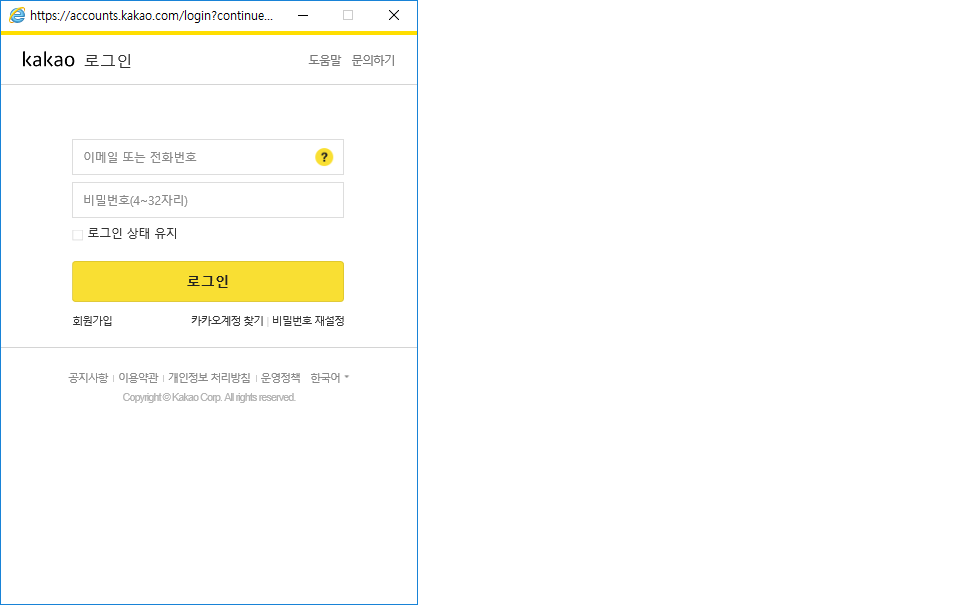 https://accounts.kakao.com/login?continue...
kakao 로그인 도움말 문의하기
이메일 또는 전화번호 ?
비밀번호(4~32자리)
로그인 상태 유지
로그인
회원가입 카카오계정 찾기 | 비밀번호 재설정
공지사항 | 이용약관 | 개인정보 처리방침 | 운영정책 한국어
Copyright © Kakao Corp. All rights reserved.